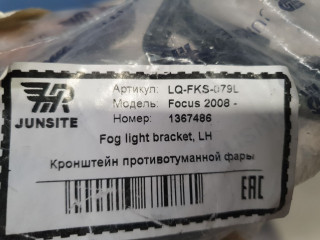 Артикул: LQ-FKS-079L
Модель: Focus 2008 -
Номер: 1367486
JUNSITE
Fog light bracket, LH
Кронштейн противотуманной фары
EAC